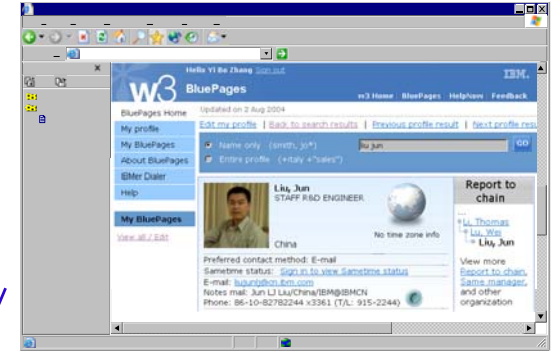 Hello Yi Bo Zhang Sign out
IBM.
w3
BluePages
w3 Home BluePages HelpNow Feedback
BluePages Home
My profile
My BluePages
About BluePages
IBMer Dialer
Help
My BluePages
View all / Edit
Updated on 2 Aug 2004
Edit my profile | Back to search results | Previous profile result | Next profile resu
Name only (smith, jo*)
liu jun
GO
Entire profile (+italy +"sales")
Liu, Jun
STAFF R&D ENGINEER
China
No time zone info
Preferred contact method: E-mail
Sametime status: Sign in to view Sametime status
E-mail: liujunlj@cn.ibm.com
Notes mail: Jun LJ Liu/China/IBM@IBMCN
Phone: 86-10-82782244 x3361 (T/L: 915-2244)
Report to
chain
...
Li, Thomas
Lu, Wei
Liu, Jun
View more
Report to chain,
Same manager,
and other
organization